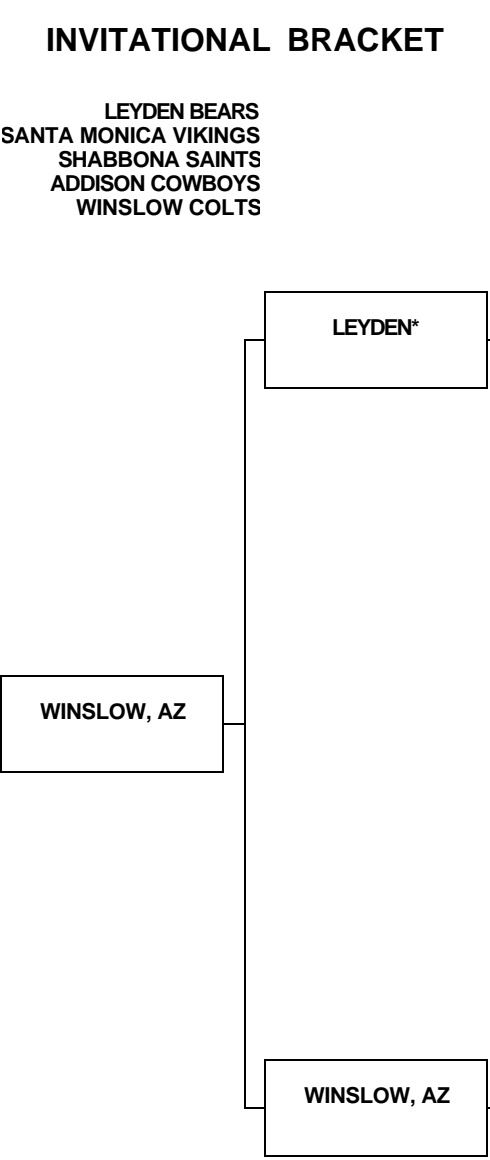 INVITATIONAL BRACKET
LEYDEN BEARS
SANTA MONICA VIKINGS
SHABBONA SAINTS
ADDISON COWBOYS
WINSLOW COLTS
LEYDEN*
WINSLOW, AZ
WINSLOW, AZ